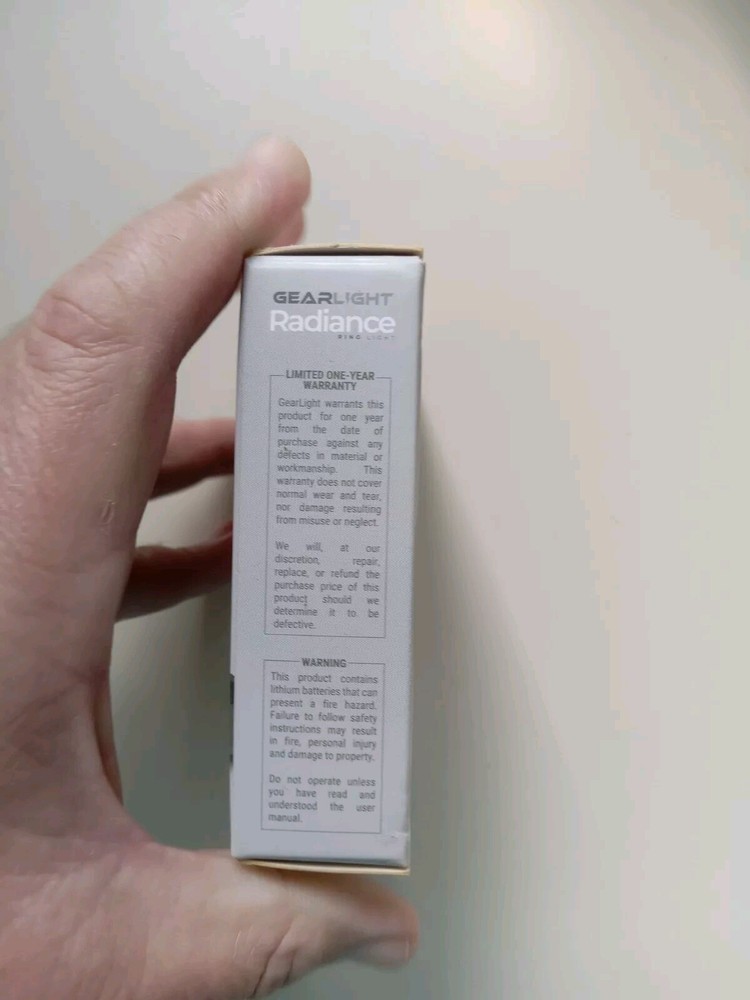 GEARLIGHT
Radiance
RING LIGHT
LIMITED ONE-YEAR
WARRANTY
GearLight warrants this
product for one year
from the date of
purchase against any
defects in material or
workmanship. This
warranty does not cover
normal wear and tear,
nor damage resulting
from misuse or neglect.
We will, at our
discretion, repair,
replace, or refund the
purchase price of this
product should we
determine it to be
defective.
WARNING
This product contains
lithium batteries that can
present a fire hazard.
Failure to follow safety
instructions may result
in fire, personal injury
and damage to property.
Do not operate unless
you have read and
understood the user
manual.